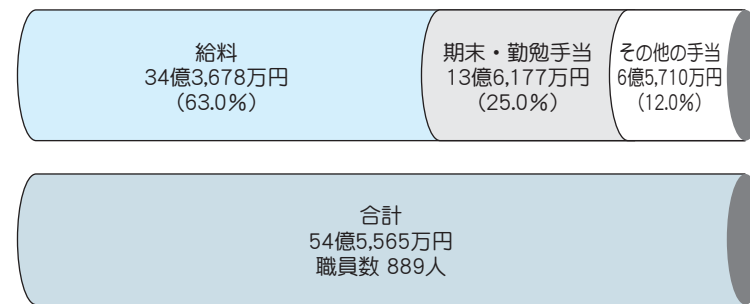 給料
34億3,678万円
(63.0%)
期末・勤勉手当
13億6,177万円
(25.0%)
その他の手当
6億5,710万円
(12.0%)
合計
54億5,565万円
職員数 889人